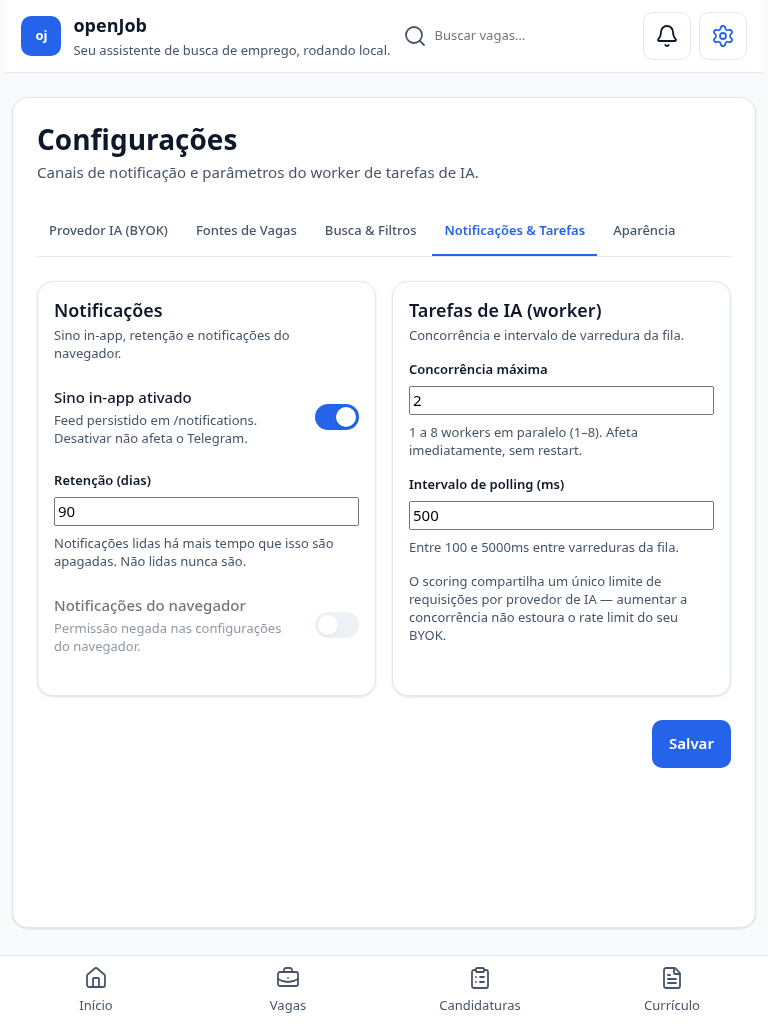 oj
openJob
Seu assistente de busca de emprego, rodando local.
Buscar vagas...
Configurações
Canais de notificação e parâmetros do worker de tarefas de IA.
Provedor IA (BYOK)
Fontes de Vagas
Busca & Filtros
Notificações & Tarefas
Aparência
Notificações
Sino in-app, retenção e notificações do
navegador.
Sino in-app ativado
Feed persistido em /notifications.
Desativar não afeta o Telegram.
Retenção (dias)
90
Notificações lidas há mais tempo que isso são
apagadas. Não lidas nunca são.
Notificações do navegador
Permissão negada nas configurações
do navegador.
Tarefas de IA (worker)
Concorrência e intervalo de varredura da fila.
Concorrência máxima
2
1 a 8 workers em paralelo (1–8). Afeta
imediatamente, sem restart.
Intervalo de polling (ms)
500
Entre 100 e 5000ms entre varreduras da fila.
O scoring compartilha um único limite de
requisições por provedor de IA — aumentar a
concorrência não estoura o rate limit do seu
BYOK.
Salvar
Início
Vagas
Candidaturas
Currículo